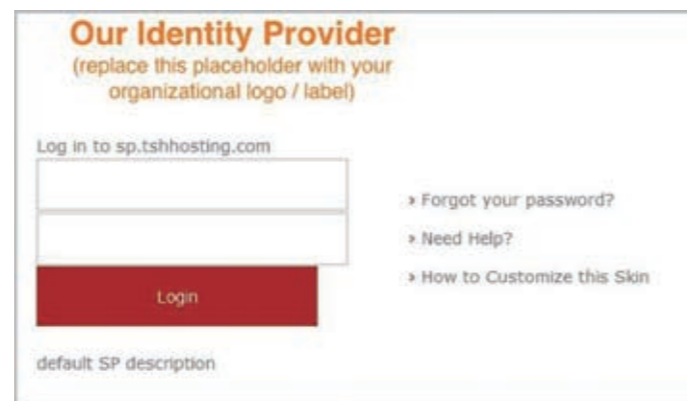 Our Identity Provider
(replace this placeholder with your
organizational logo / label)
Log in to sp.tshhosting.com
Login
default SP description
› Forgot your password?
› Need Help?
› How to Customize this Skin